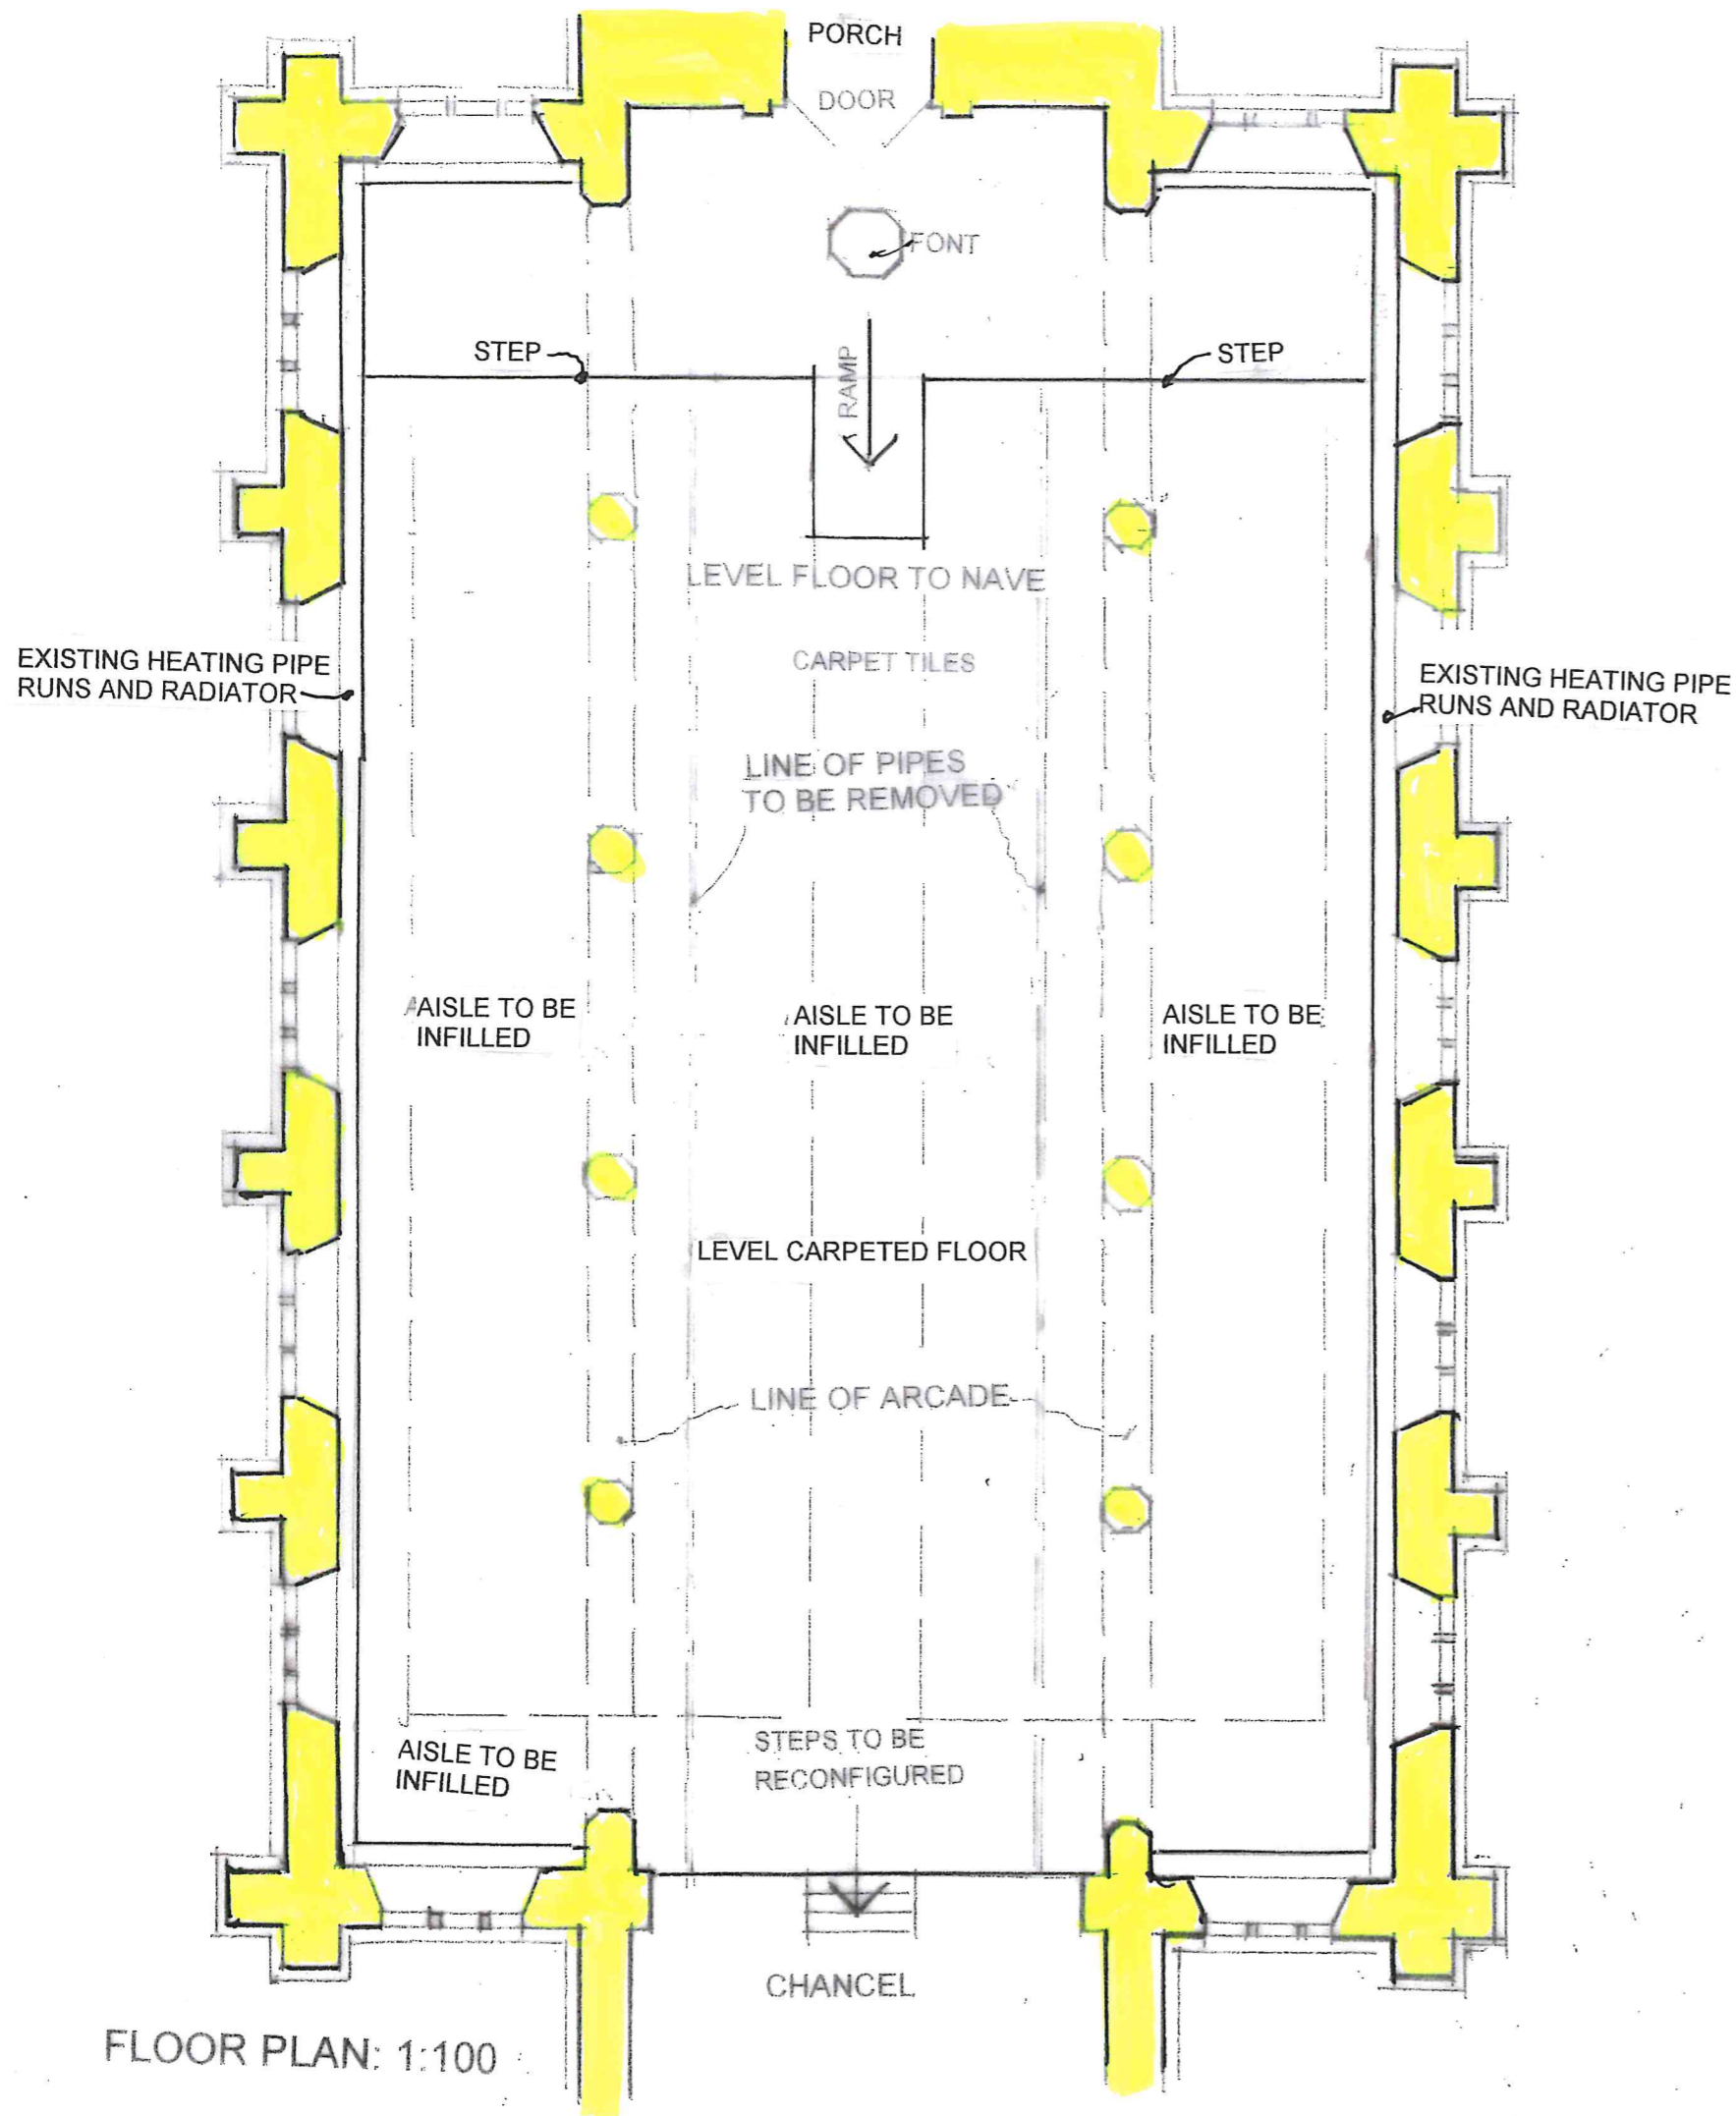 PORCH
DOOR
FONT
STEP
RAMP
STEP
LEVEL FLOOR TO NAVE
EXISTING HEATING PIPE
RUNS AND RADIATOR
CARPET TILES
EXISTING HEATING PIPE
RUNS AND RADIATOR
LINE OF PIPES
TO BE REMOVED
AISLE TO BE
INFILLED
AISLE TO BE
INFILLED
AISLE TO BE
INFILLED
LEVEL CARPETED FLOOR
LINE OF ARCADE
AISLE TO BE
INFILLED
STEPS TO BE
RECONFIGURED
CHANCEL
FLOOR PLAN: 1:100